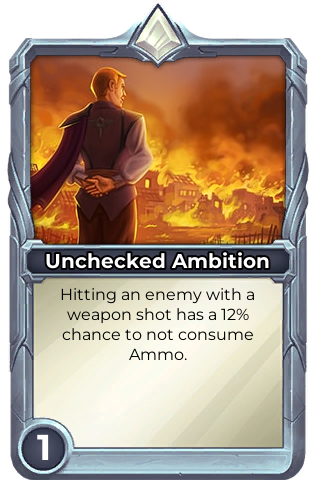 Unchecked Ambition
Hitting an enemy with a
weapon shot has a 12%
chance to not consume
Ammo.
1